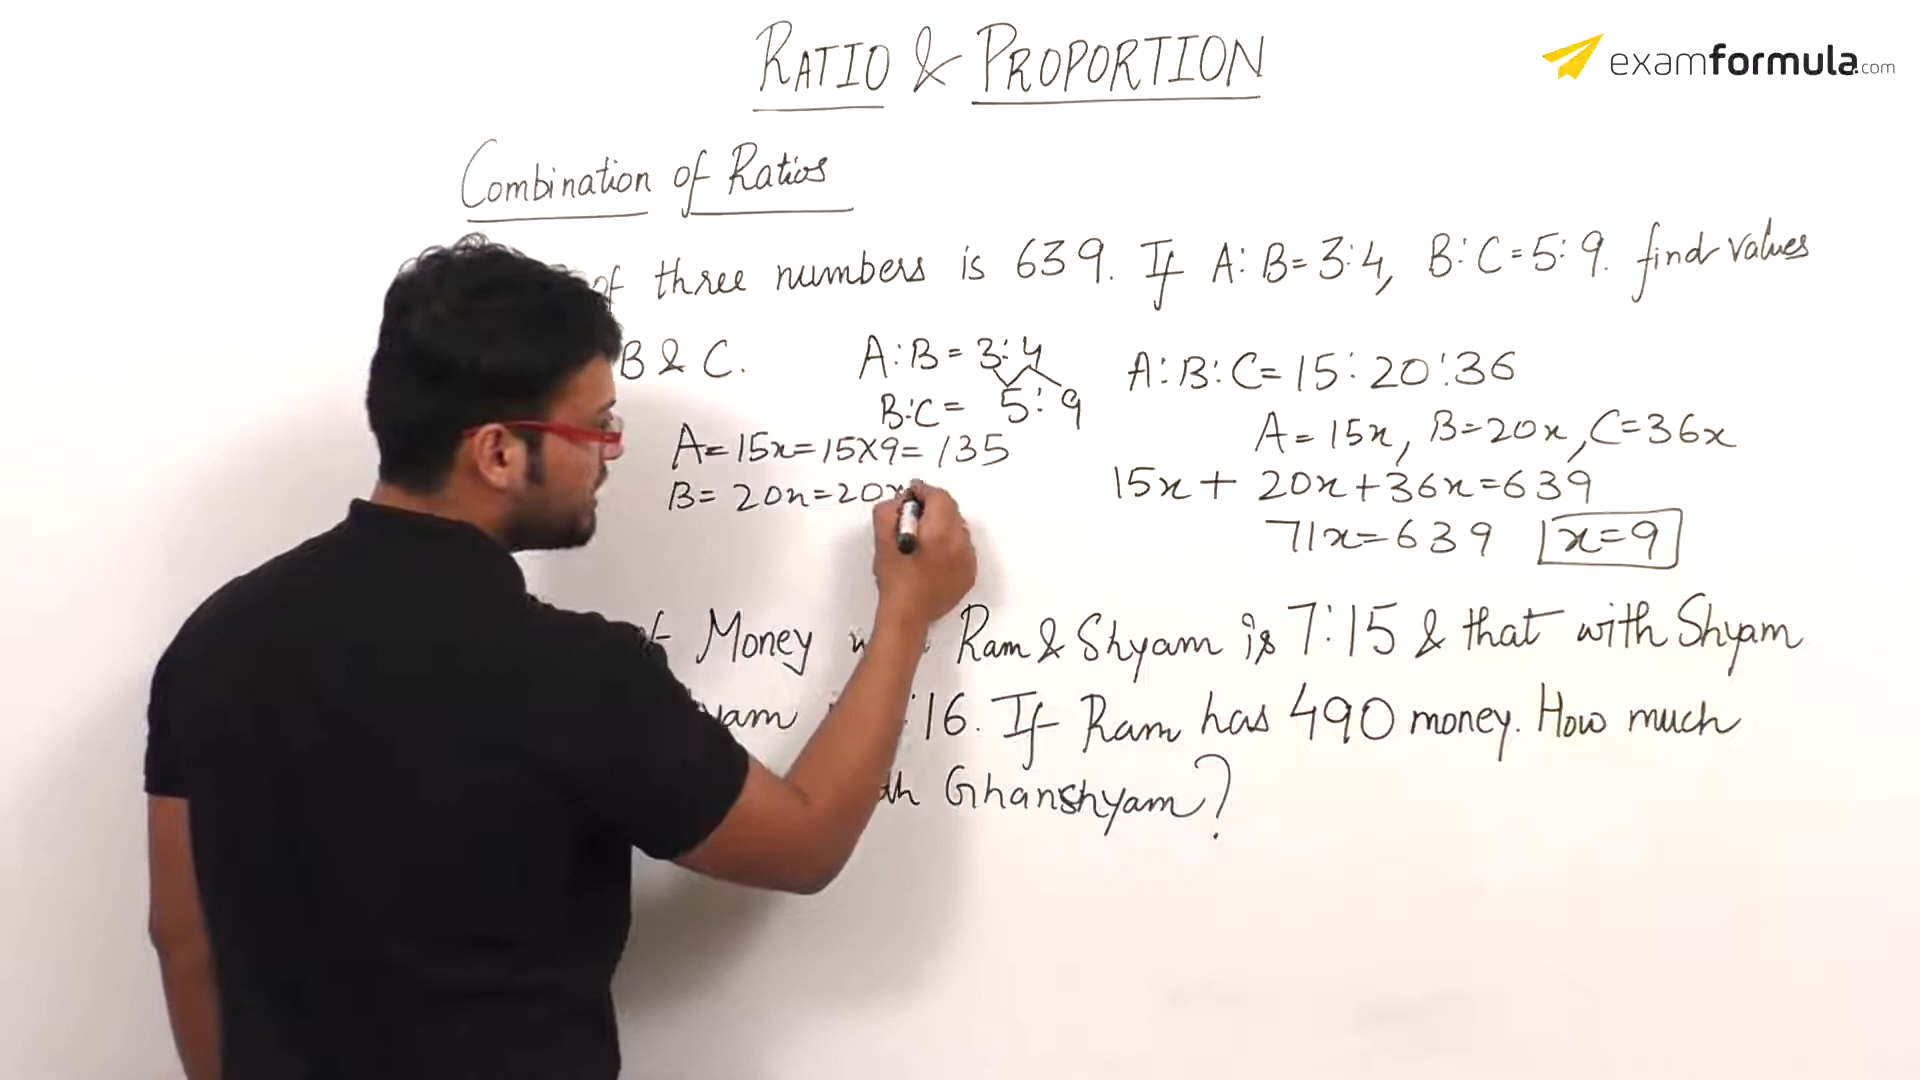 RATIO & PROPORTION
examformula.com
Combination of Ratios
of three numbers is 639. If A:B=3:4, B:C=5:9. find values
B & C.
A:B = 3:4
B:C = 5:9
A:B:C=15:20:36
A=15x, B=20x, C=36x
A=15x=15×9=135
15x+20x+36x=639
B=20x=20×
71x=639 x=9
Money Ram & Shyam is 7:15 & that with Shyam
:16. If Ram has 490 money. How much
Ghanshyam?